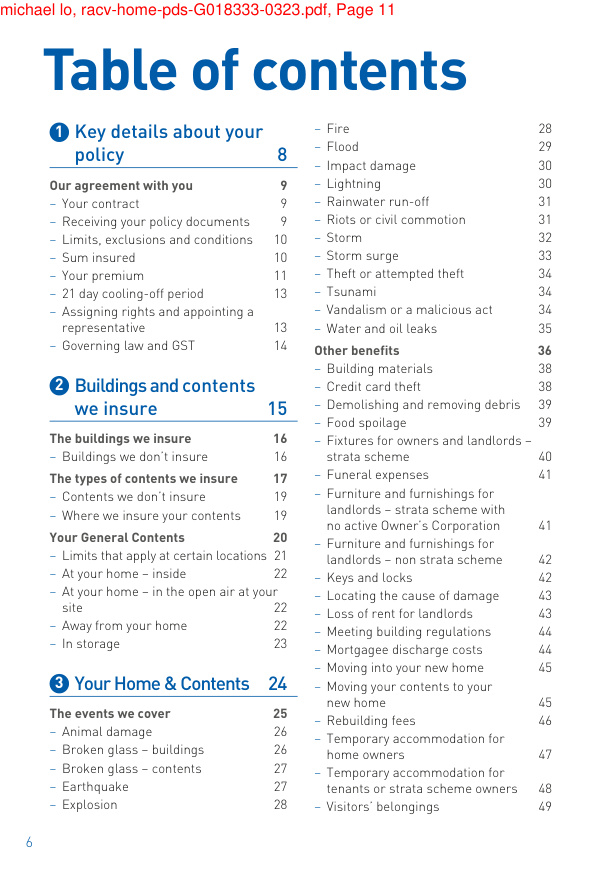 michael lo, racv-home-pds-G018333-0323.pdf, Page 11
Table of contents
1 Key details about your
policy 8
Our agreement with you 9
– Your contract 9
– Receiving your policy documents 9
– Limits, exclusions and conditions 10
– Sum insured 10
– Your premium 11
– 21 day cooling-off period 13
– Assigning rights and appointing a
representative 13
– Governing law and GST 14
2 Buildings and contents
we insure 15
The buildings we insure 16
– Buildings we don’t insure 16
The types of contents we insure 17
– Contents we don’t insure 19
– Where we insure your contents 19
Your General Contents 20
– Limits that apply at certain locations 21
– At your home – inside 22
– At your home – in the open air at your
site 22
– Away from your home 22
– In storage 23
3 Your Home & Contents 24
The events we cover 25
– Animal damage 26
– Broken glass – buildings 26
– Broken glass – contents 27
– Earthquake 27
– Explosion 28
– Fire 28
– Flood 29
– Impact damage 30
– Lightning 30
– Rainwater run-off 31
– Riots or civil commotion 31
– Storm 32
– Storm surge 33
– Theft or attempted theft 34
– Tsunami 34
– Vandalism or a malicious act 34
– Water and oil leaks 35
Other benefits 36
– Building materials 38
– Credit card theft 38
– Demolishing and removing debris 39
– Food spoilage 39
– Fixtures for owners and landlords –
strata scheme 40
– Funeral expenses 41
– Furniture and furnishings for
landlords – strata scheme with
no active Owner’s Corporation 41
– Furniture and furnishings for
landlords – non strata scheme 42
– Keys and locks 42
– Locating the cause of damage 43
– Loss of rent for landlords 43
– Meeting building regulations 44
– Mortgagee discharge costs 44
– Moving into your new home 45
– Moving your contents to your
new home 45
– Rebuilding fees 46
– Temporary accommodation for
home owners 47
– Temporary accommodation for
tenants or strata scheme owners 48
– Visitors’ belongings 49
6